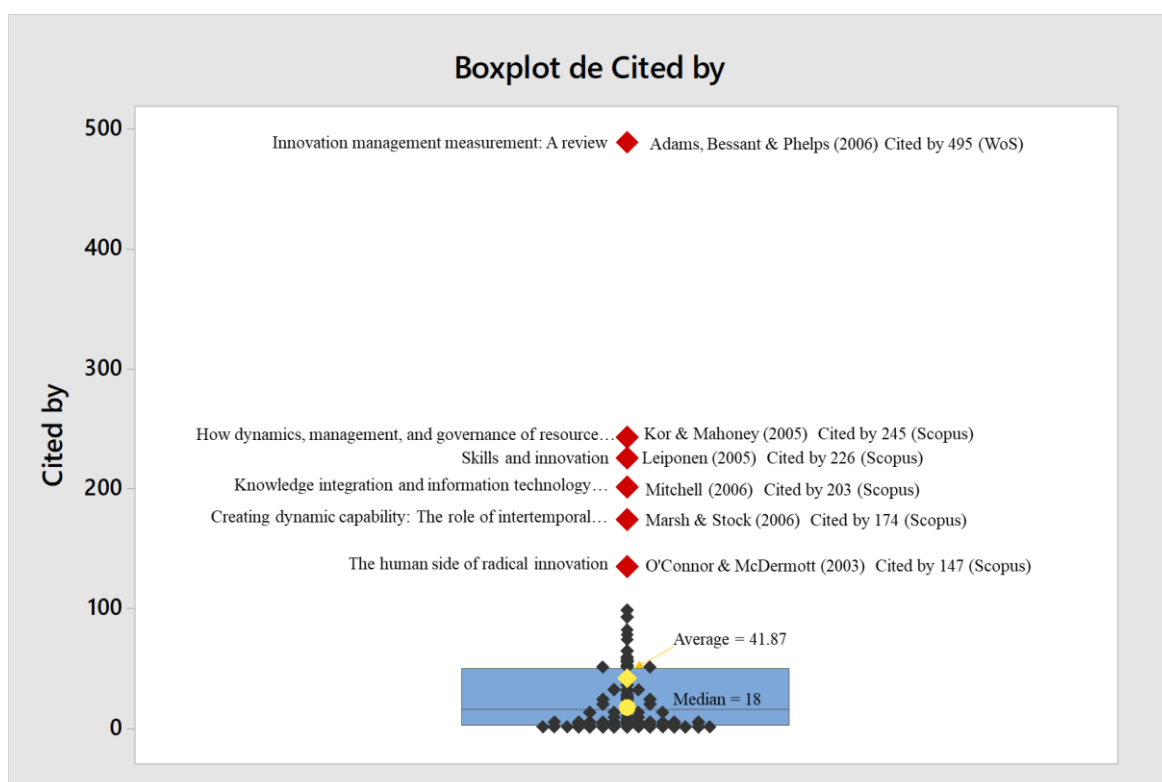 Boxplot de Cited by
500
Innovation management measurement: A review Adams, Bessant & Phelps (2006) Cited by 495 (WoS)
400
300
How dynamics, management, and governance of resource… Kor & Mahoney (2005) Cited by 245 (Scopus)
Skills and innovation Leiponen (2005) Cited by 226 (Scopus)
200
Knowledge integration and information technology… Mitchell (2006) Cited by 203 (Scopus)
Creating dynamic capability: The role of intertemporal… Marsh & Stock (2006) Cited by 174 (Scopus)
The human side of radical innovation O'Connor & McDermott (2003) Cited by 147 (Scopus)
100
Average = 41.87
Median = 18
0
Cited by